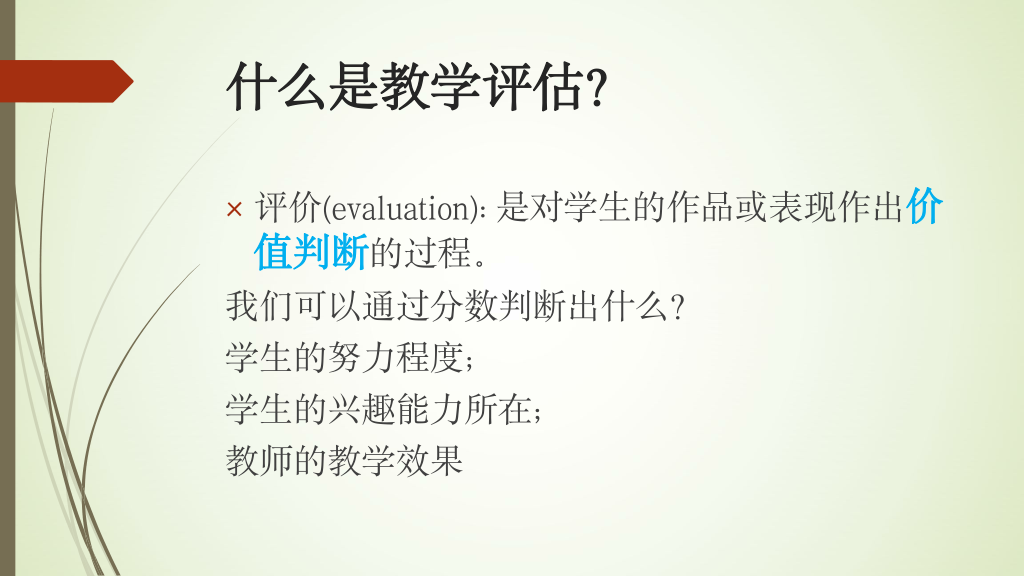 什么是教学评估?
× 评价(evaluation): 是对学生的作品或表现作出价
值判断的过程。
我们可以通过分数判断出什么?
学生的努力程度;
学生的兴趣能力所在;
教师的教学效果